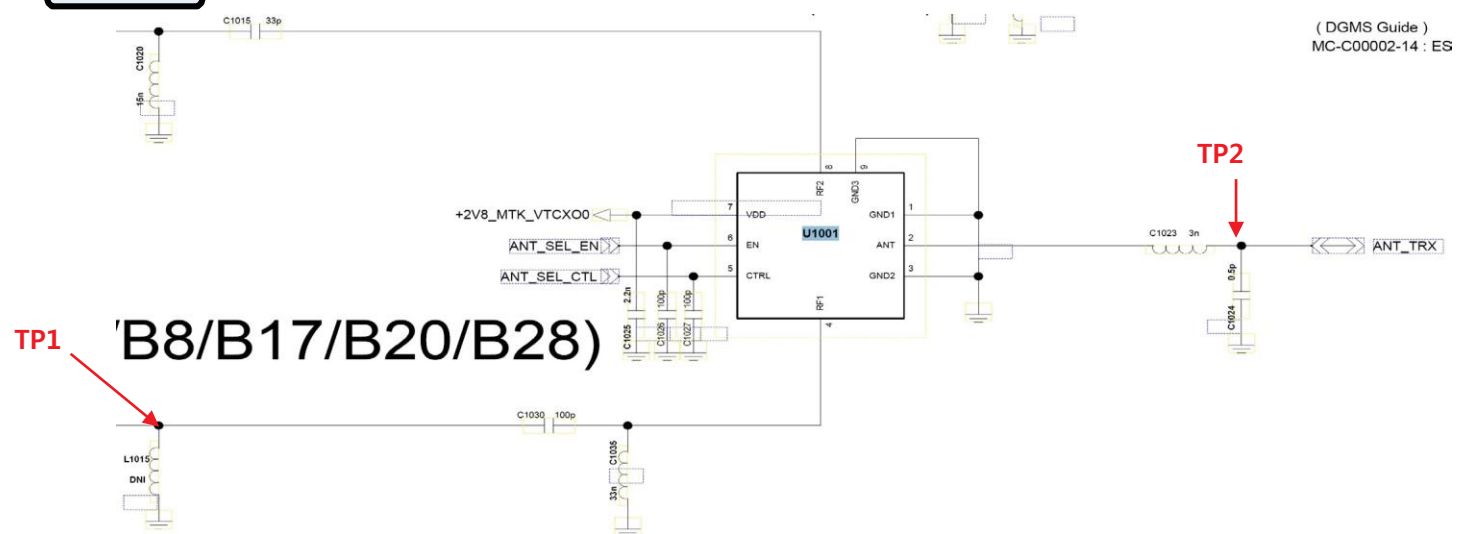 C1015 33p
( DGMS Guide )
MC-C00002-14 : ES
C1020
15n
TP2
8
9
RF2
GND3
+2V8_MTK_VTCXO0
7
VDD
GND1
1
U1001
ANT_SEL_EN
6
EN
ANT
2
C1023 3n
ANT_TRX
ANT_SEL_CTL
5
CTRL
GND2
3
RF1
4
2.2n
100p
100p
C1025
C1026
C1027
0.5p
C1024
TP1
/B8/B17/B20/B28)
C1030 100p
L1015
DNI
C1035
33n